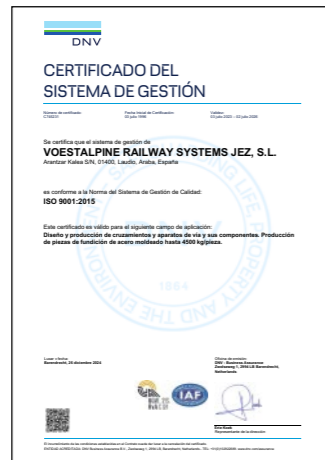 DNV
CERTIFICADO DEL
SISTEMA DE GESTIÓN
Número de certificado: Fecha Inicial de Certificación: Validez:
Se certifica que el sistema de gestión de
VOESTALPINE RAILWAY SYSTEMS JEZ, S.L.
Arantzar Kalea S/N, 01400, Laudio, Araba, España
es conforme a la Norma del Sistema de Gestión de Calidad:
ISO 9001:2015
Este certificado es válido para el siguiente campo de aplicación:
Diseño y producción de cruzamientos y aparatos de vía y sus componentes. Producción
de piezas de fundición de acero moldeado hasta 4500 kg/pieza.
1864
Lugar y fecha:
Barendrecht, 20 diciembre 2024
Oficina de emisión:
DNV - Business Assurance
Zwolseweg 1, 2994 LB Barendrecht,
Netherlands
IAF
Representante de la dirección